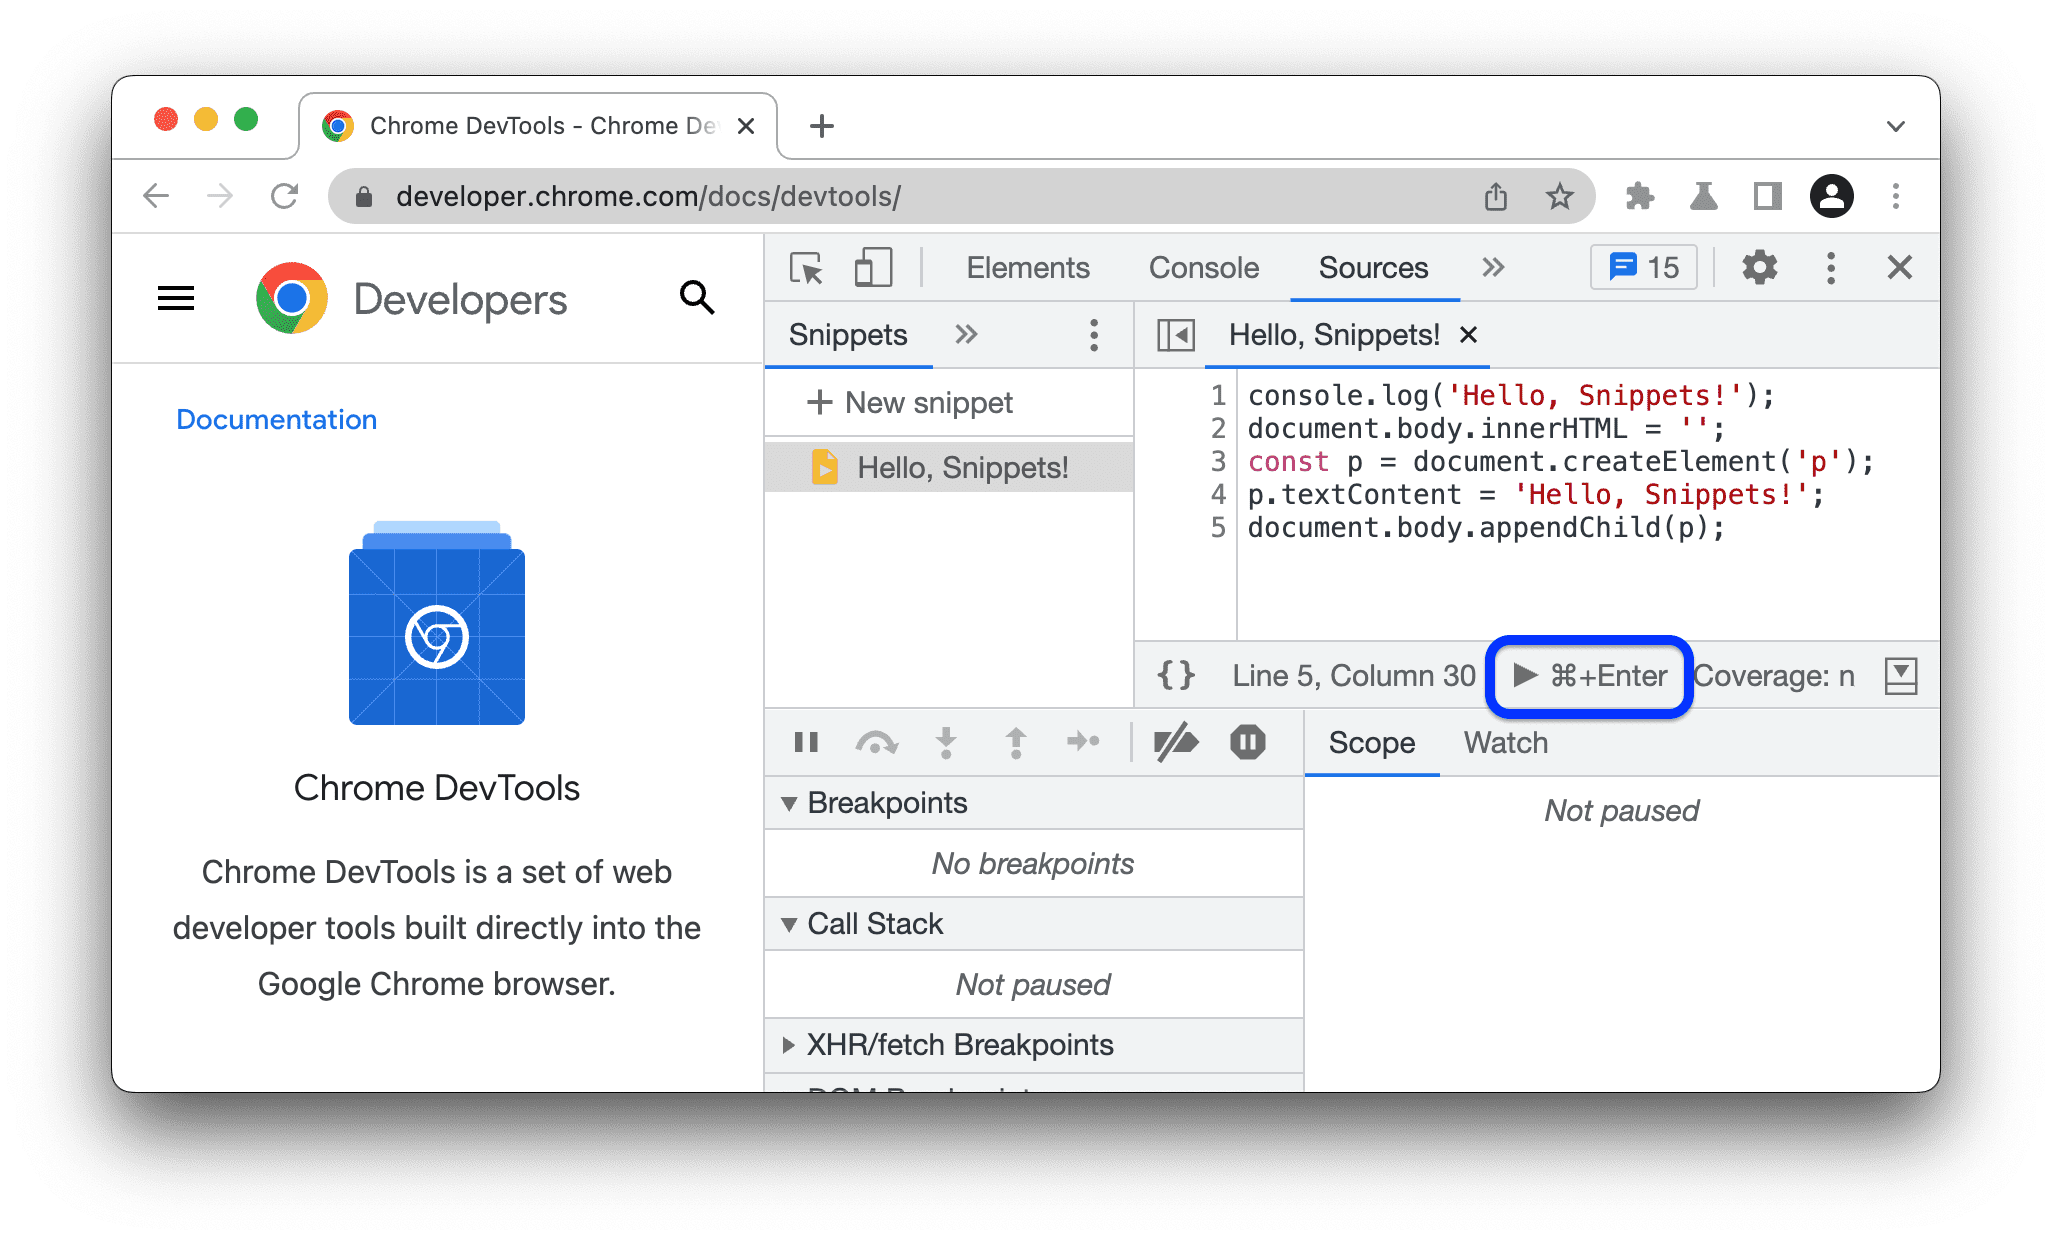 Chrome DevTools - Chrome De
developer.chrome.com/docs/devtools/
Developers
Documentation
Chrome DevTools
Chrome DevTools is a set of web
developer tools built directly into the
Google Chrome browser.
Elements Console Sources 15
Snippets
New snippet
Hello, Snippets!
Hello, Snippets!
1 console.log('Hello, Snippets!');
2 document.body.innerHTML = '';
3 const p = document.createElement('p');
4 p.textContent = 'Hello, Snippets!';
5 document.body.appendChild(p);
{} Line 5, Column 30 ⌘+Enter Coverage: n
Breakpoints
No breakpoints
Call Stack
Not paused
XHR/fetch Breakpoints
Scope Watch
Not paused